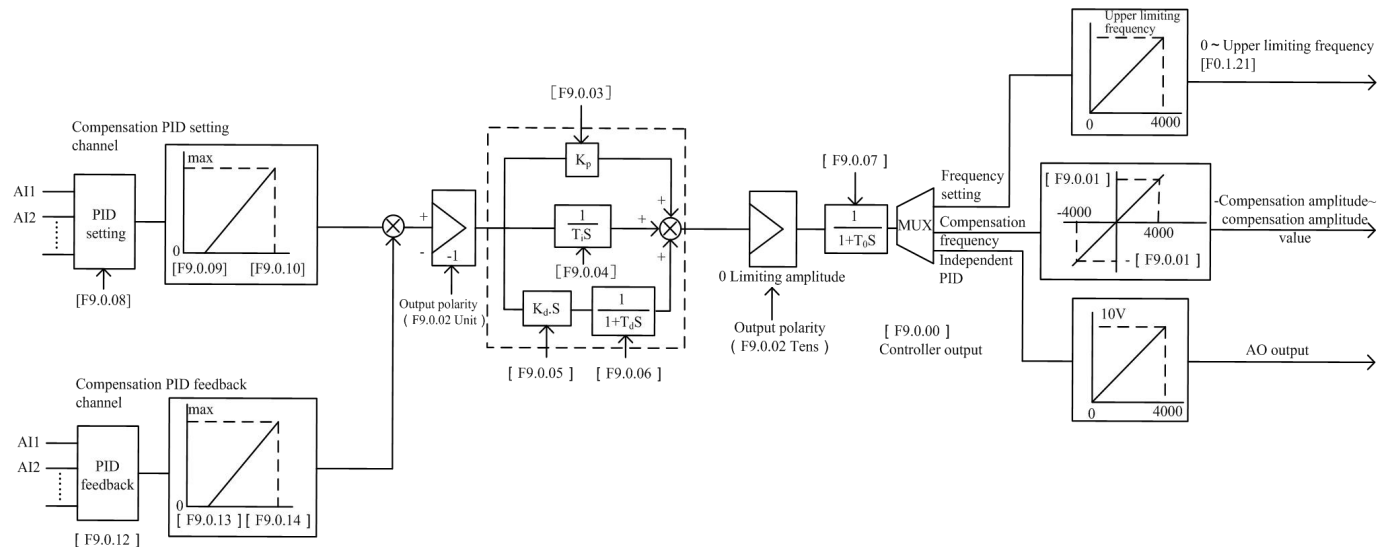 Compensation PID setting
channel
AI1
AI2
PID
setting
[F9.0.08]
max
0
[F9.0.09]
[F9.0.10]
Compensation PID feedback
channel
AI1
AI2
PID
feedback
[ F9.0.12 ]
max
0
[ F9.0.13 ]
[ F9.0.14 ]
+
-
-1
Output polarity
( F9.0.02 Unit )
[F9.0.03]
Kp
1
TiS
[F9.0.04]
Kd.S
1
1+TdS
[ F9.0.05 ]
[ F9.0.06 ]
+
+
+
0 Limiting amplitude
Output polarity
( F9.0.02 Tens )
[ F9.0.07 ]
1
1+T0S
MUX
Frequency
setting
Compensation
frequency
Independent
PID
[ F9.0.00 ]
Controller output
Upper limiting
frequency
0
4000
0 ~ Upper limiting frequency
[F0.1.21]
[ F9.0.01 ]
-4000
4000
- [ F9.0.01 ]
-Compensation amplitude~
compensation amplitude
value
10V
0
4000
AO output